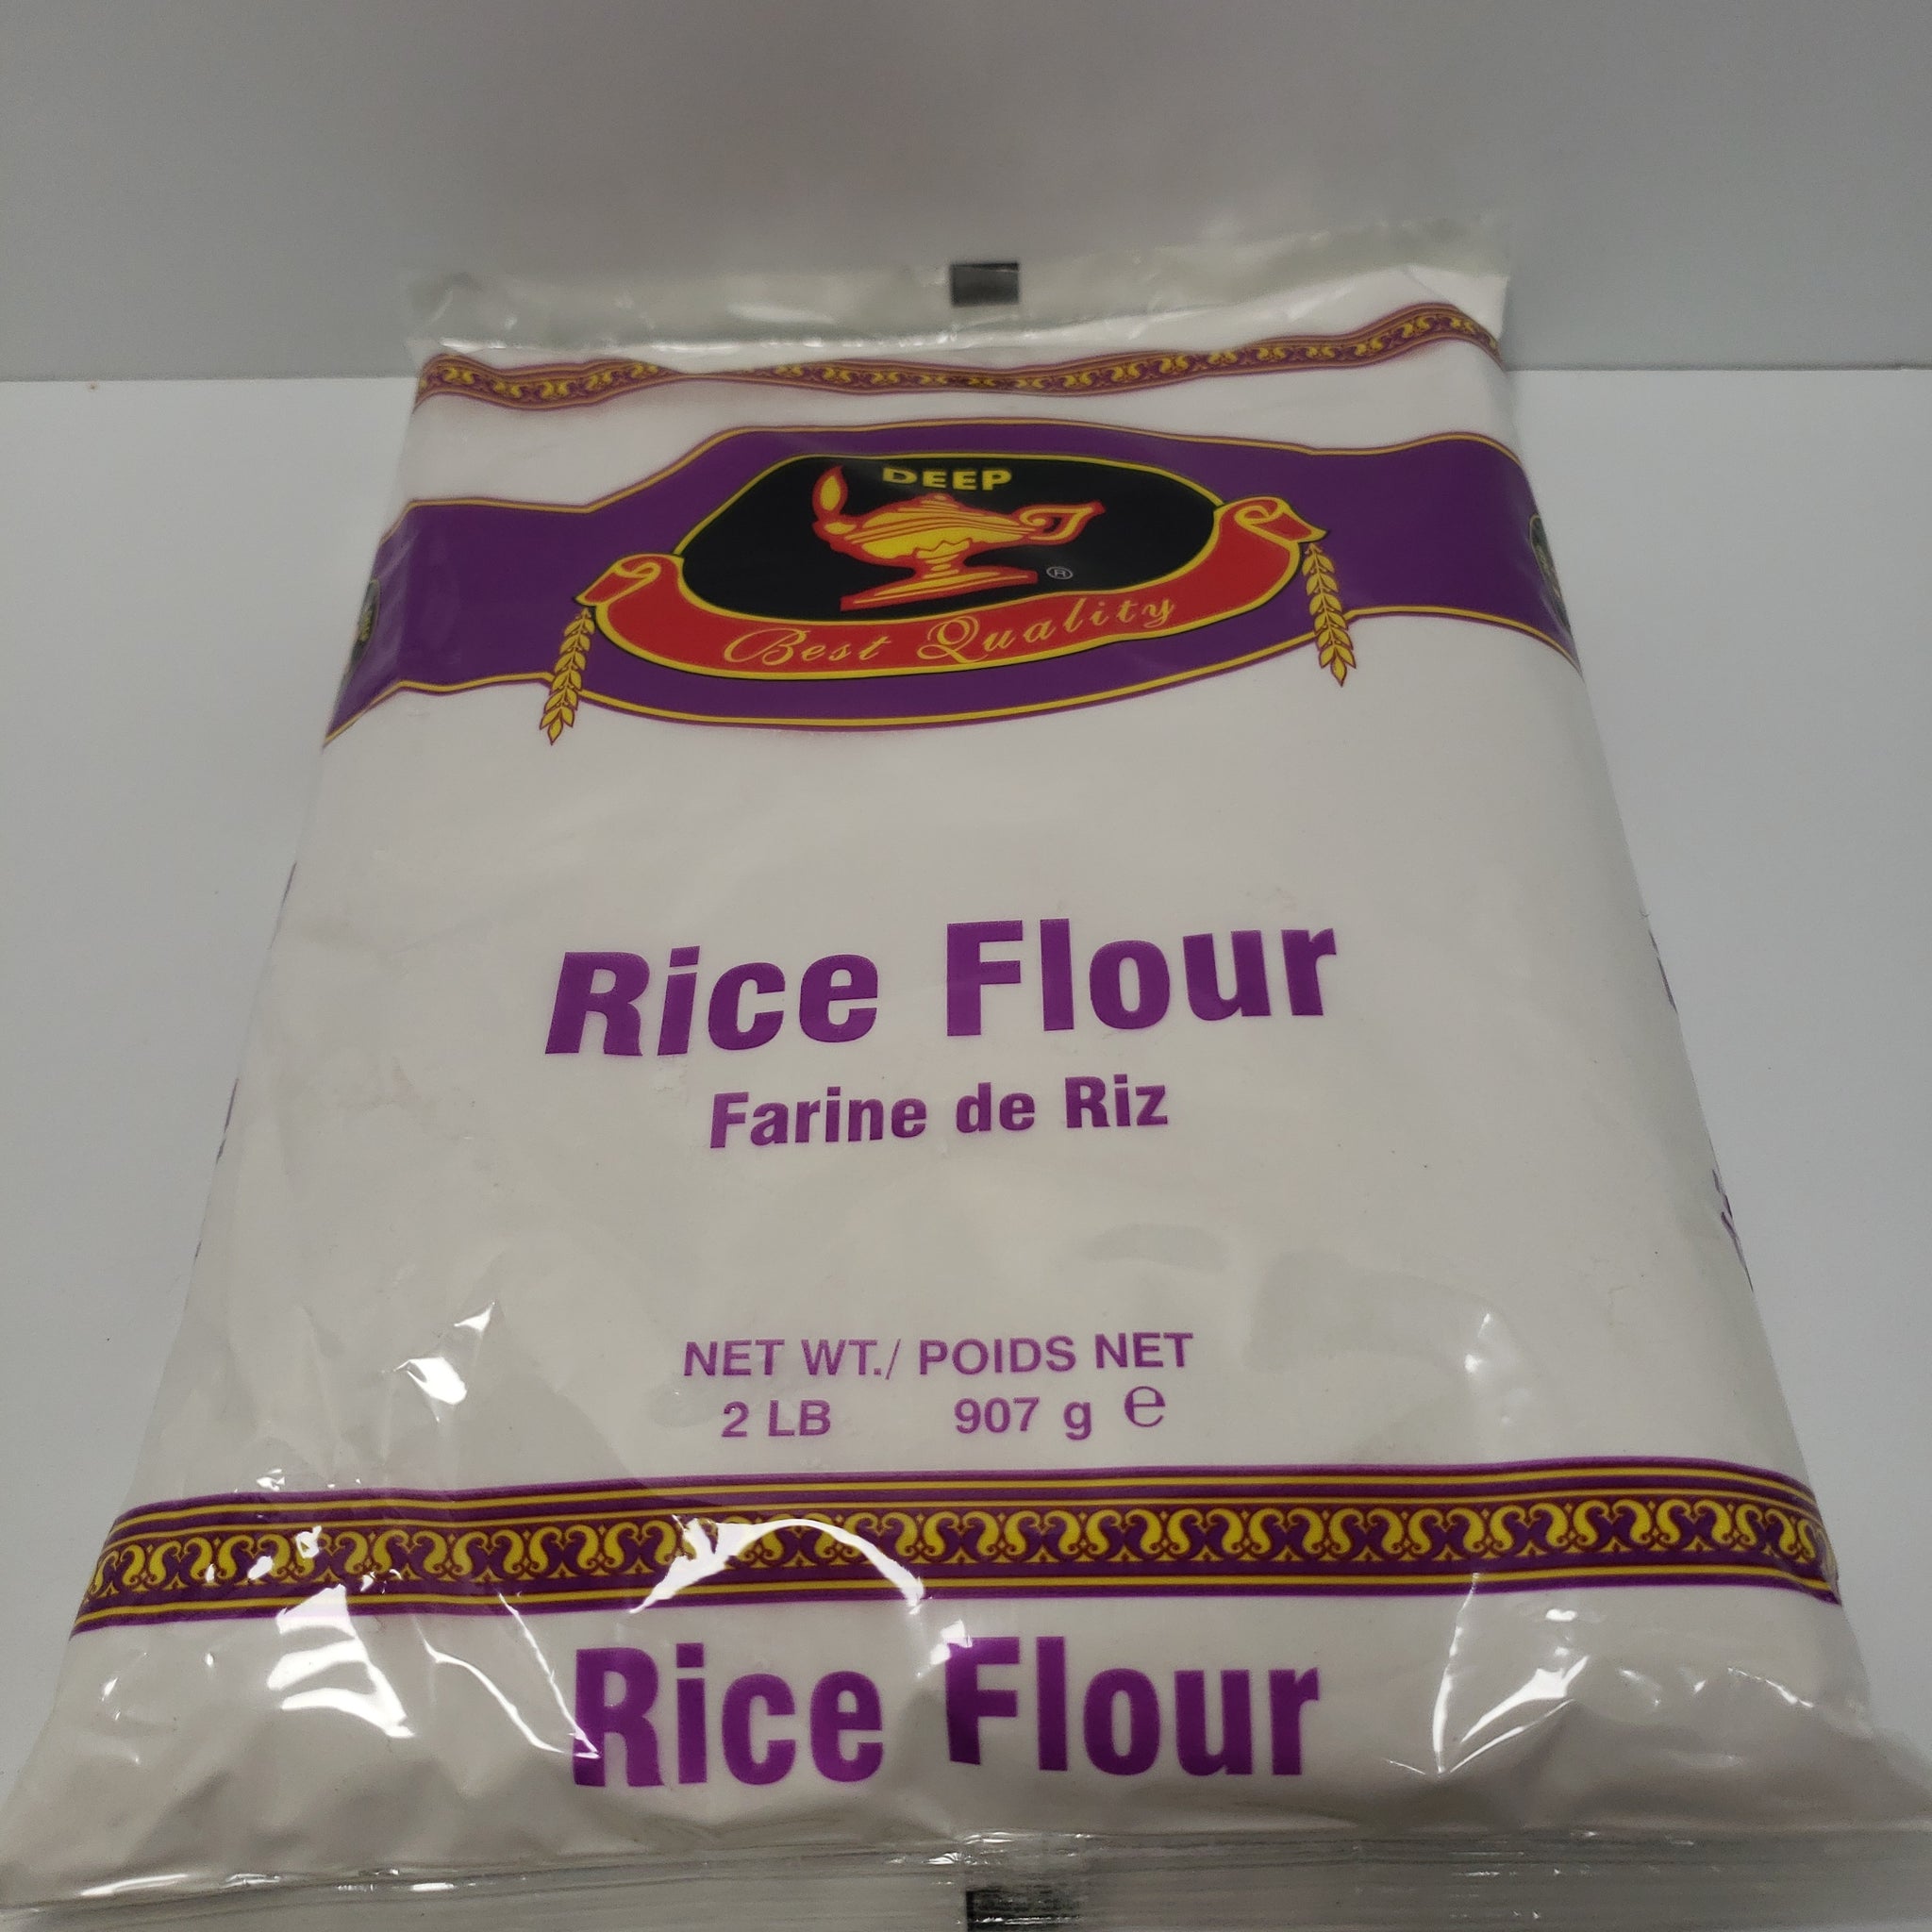 DEEP
®
Best Quality
Rice Flour
Farine de Riz
NET WT./ POIDS NET
2 LB 907 g ℮
Rice Flour